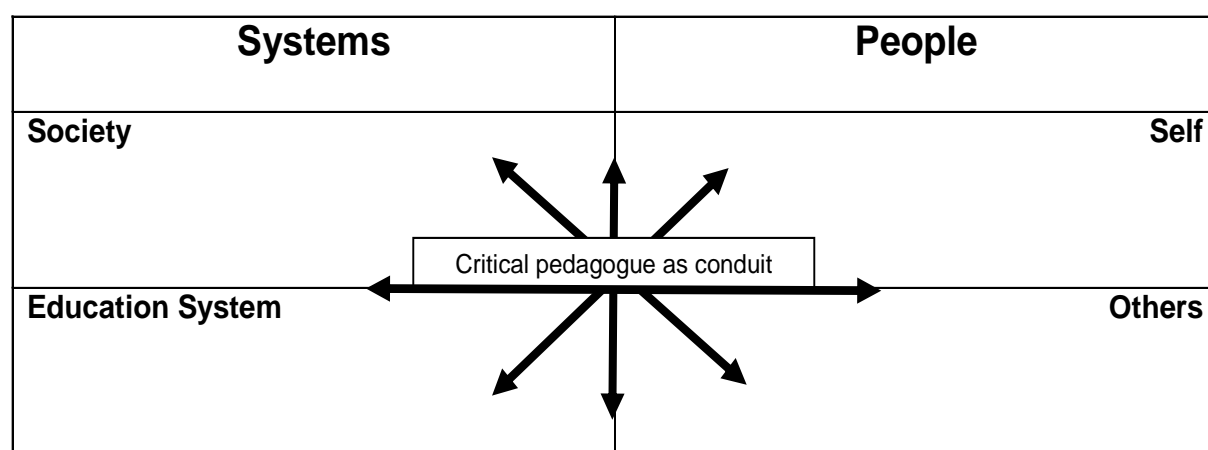 Systems
People
Society
Self
Critical pedagogue as conduit
Education System
Others